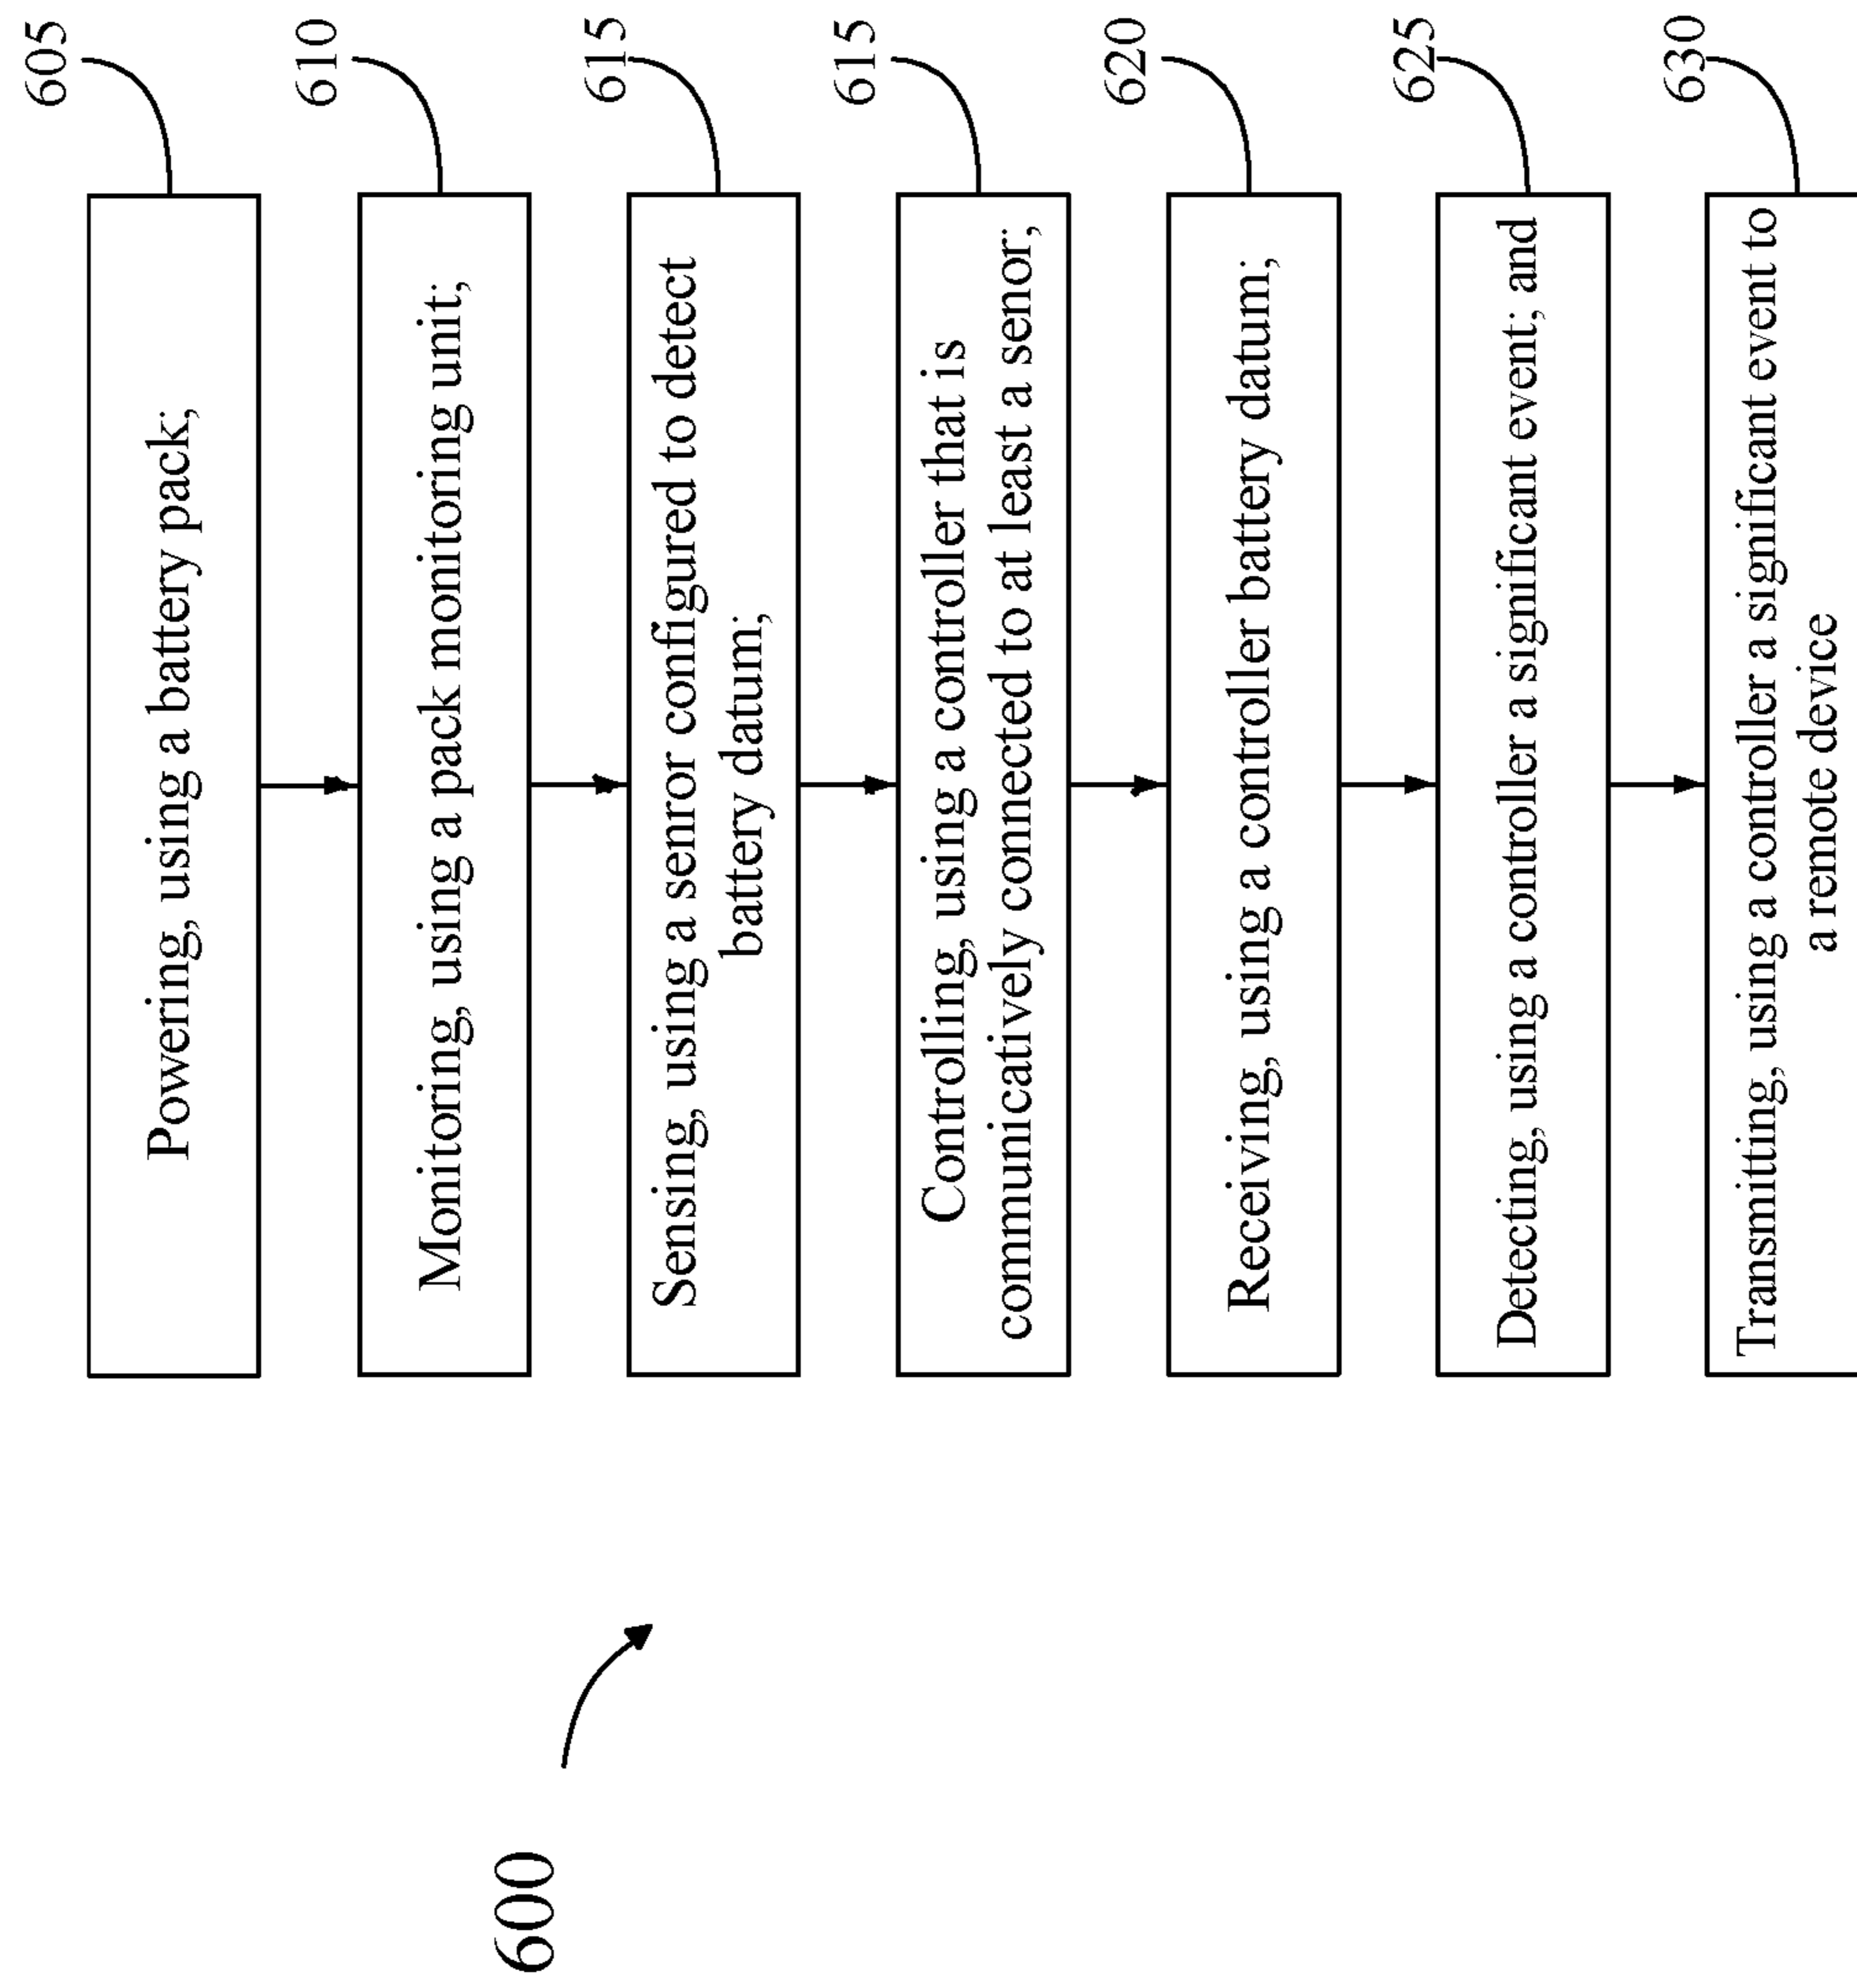 605
Powering, using a battery pack;
610
Monitoring, using a pack monitoring unit;
615
Sensing, using a senror configured to detect
battery datum;
615
Controlling, using a controller that is
communicatively connected to at least a senor;
620
Receiving, using a controller battery datum;
625
Detecting, using a controller a significant event; and
630
Transmitting, using a controller a significant event to
a remote device
600